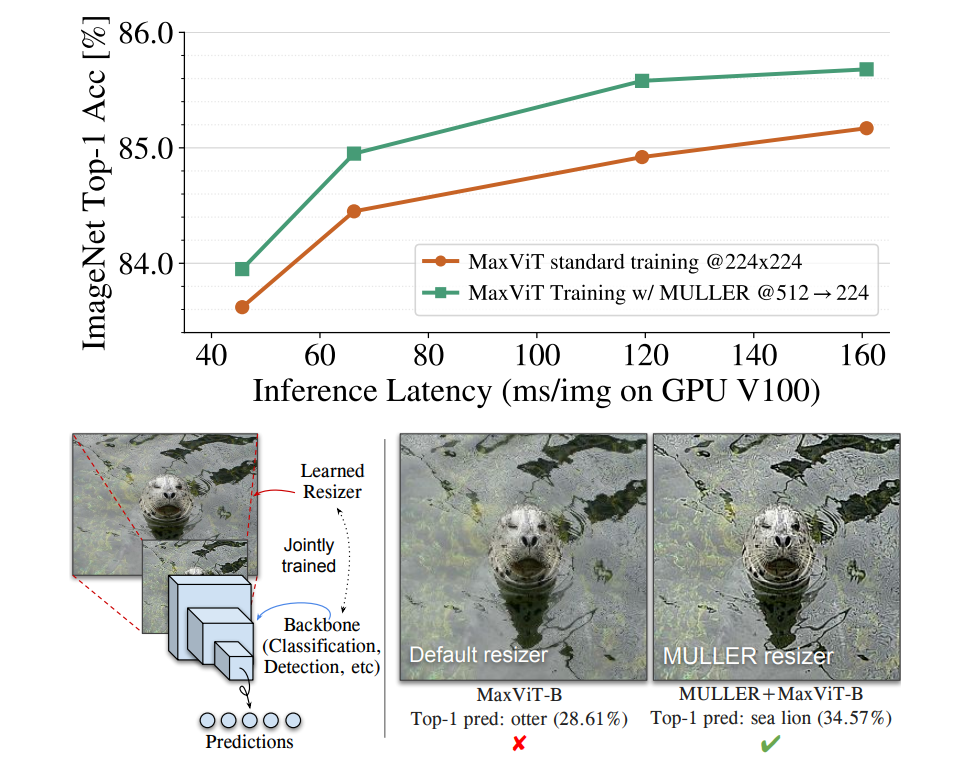 ImageNet Top-1 Acc [%]
86.0
85.0
84.0
MaxViT standard training @224x224
MaxViT Training w/ MULLER @512→224
40 60 80 100 120 140 160
Inference Latency (ms/img on GPU V100)
Learned
Resizer
Jointly
trained
Backbone
(Classification,
Detection, etc)
Predictions
Default resizer
MaxViT-B
Top-1 pred: otter (28.61%)
✘
MULLER resizer
MULLER+MaxViT-B
Top-1 pred: sea lion (34.57%)
✔